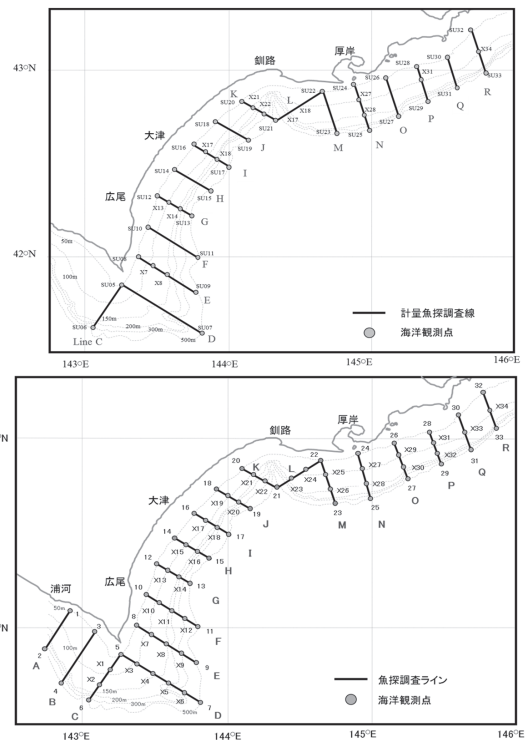 釧路
厚岸
大津
広尾
43°N
42°N
143°E
144°E
145°E
146°E
SU32
X34
SU33
R
SU30
SU31
Q
SU28
X31
SU29
P
SU26
SU27
O
SU24
X27
X28
SU25
N
SU22
SU23
M
L
X18
X17
K
SU20
X21
X22
SU21
SU18
SU19
J
SU16
X17
X18
SU17
I
SU14
SU15
H
SU12
X13
X14
SU13
G
SU10
SU11
F
SU08
X7
X8
SU09
E
SU05
SU07
D
SU06
Line C
50m
100m
150m
200m
300m
500m
計量魚探調査線
海洋観測点
釧路
厚岸
大津
広尾
浦河
°N
°N
143°E
144°E
145°E
146°E
32
X34
33
R
30
X33
31
Q
28
X31
X32
29
P
26
X29
X30
27
O
24
X27
X28
25
N
22
X25
X26
23
M
L
X24
X23
20
K
X21
X22
21
18
X19
X20
19
J
16
X17
X18
17
I
14
X15
X16
15
H
12
X13
X14
13
G
10
X10
X11
X12
11
F
8
X7
X8
X9
9
E
5
X3
X4
X5
X6
7
D
X1
X2
6
C
3
4
B
1
2
A
50m
100m
150m
200m
300m
500m
魚探調査ライン
海洋観測点